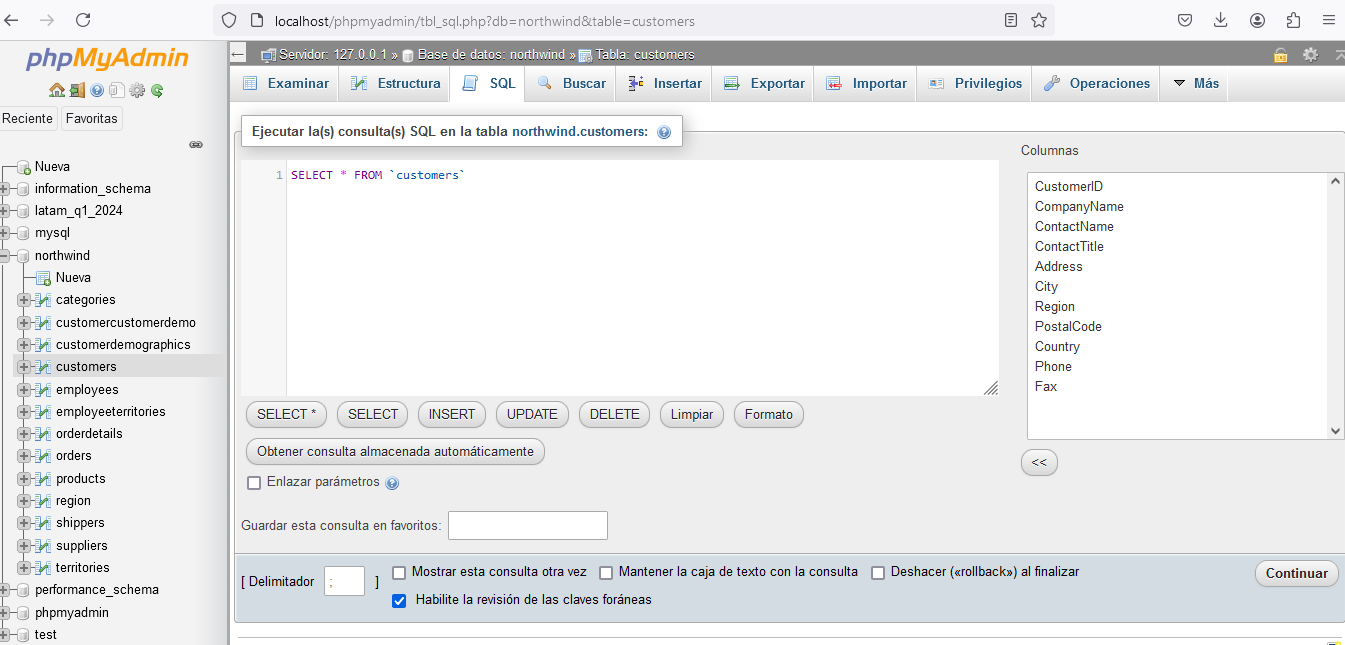 localhost/phpmyadmin/tbl_sql.php?db=northwind&table=customers
phpMyAdmin
Reciente Favoritas
Nueva
information_schema
latam_q1_2024
mysql
northwind
Nueva
categories
customercustomerdemo
customerdemographics
customers
employees
employeeterritories
orderdetails
orders
products
region
shippers
suppliers
territories
performance_schema
phpmyadmin
test
Servidor: 127.0.0.1 » Base de datos: northwind » Tabla: customers
Examinar Estructura SQL Buscar Insertar Exportar Importar Privilegios Operaciones Más
Ejecutar la(s) consulta(s) SQL en la tabla northwind.customers:
1 SELECT * FROM `customers`
Columnas
CustomerID
CompanyName
ContactName
ContactTitle
Address
City
Region
PostalCode
Country
Phone
Fax
<<
SELECT * SELECT INSERT UPDATE DELETE Limpiar Formato
Obtener consulta almacenada automáticamente
Enlazar parámetros
Guardar esta consulta en favoritos:
[ Delimitador ; ] Mostrar esta consulta otra vez Mantener la caja de texto con la consulta Deshacer («rollback») al finalizar
Habilite la revisión de las claves foráneas
Continuar